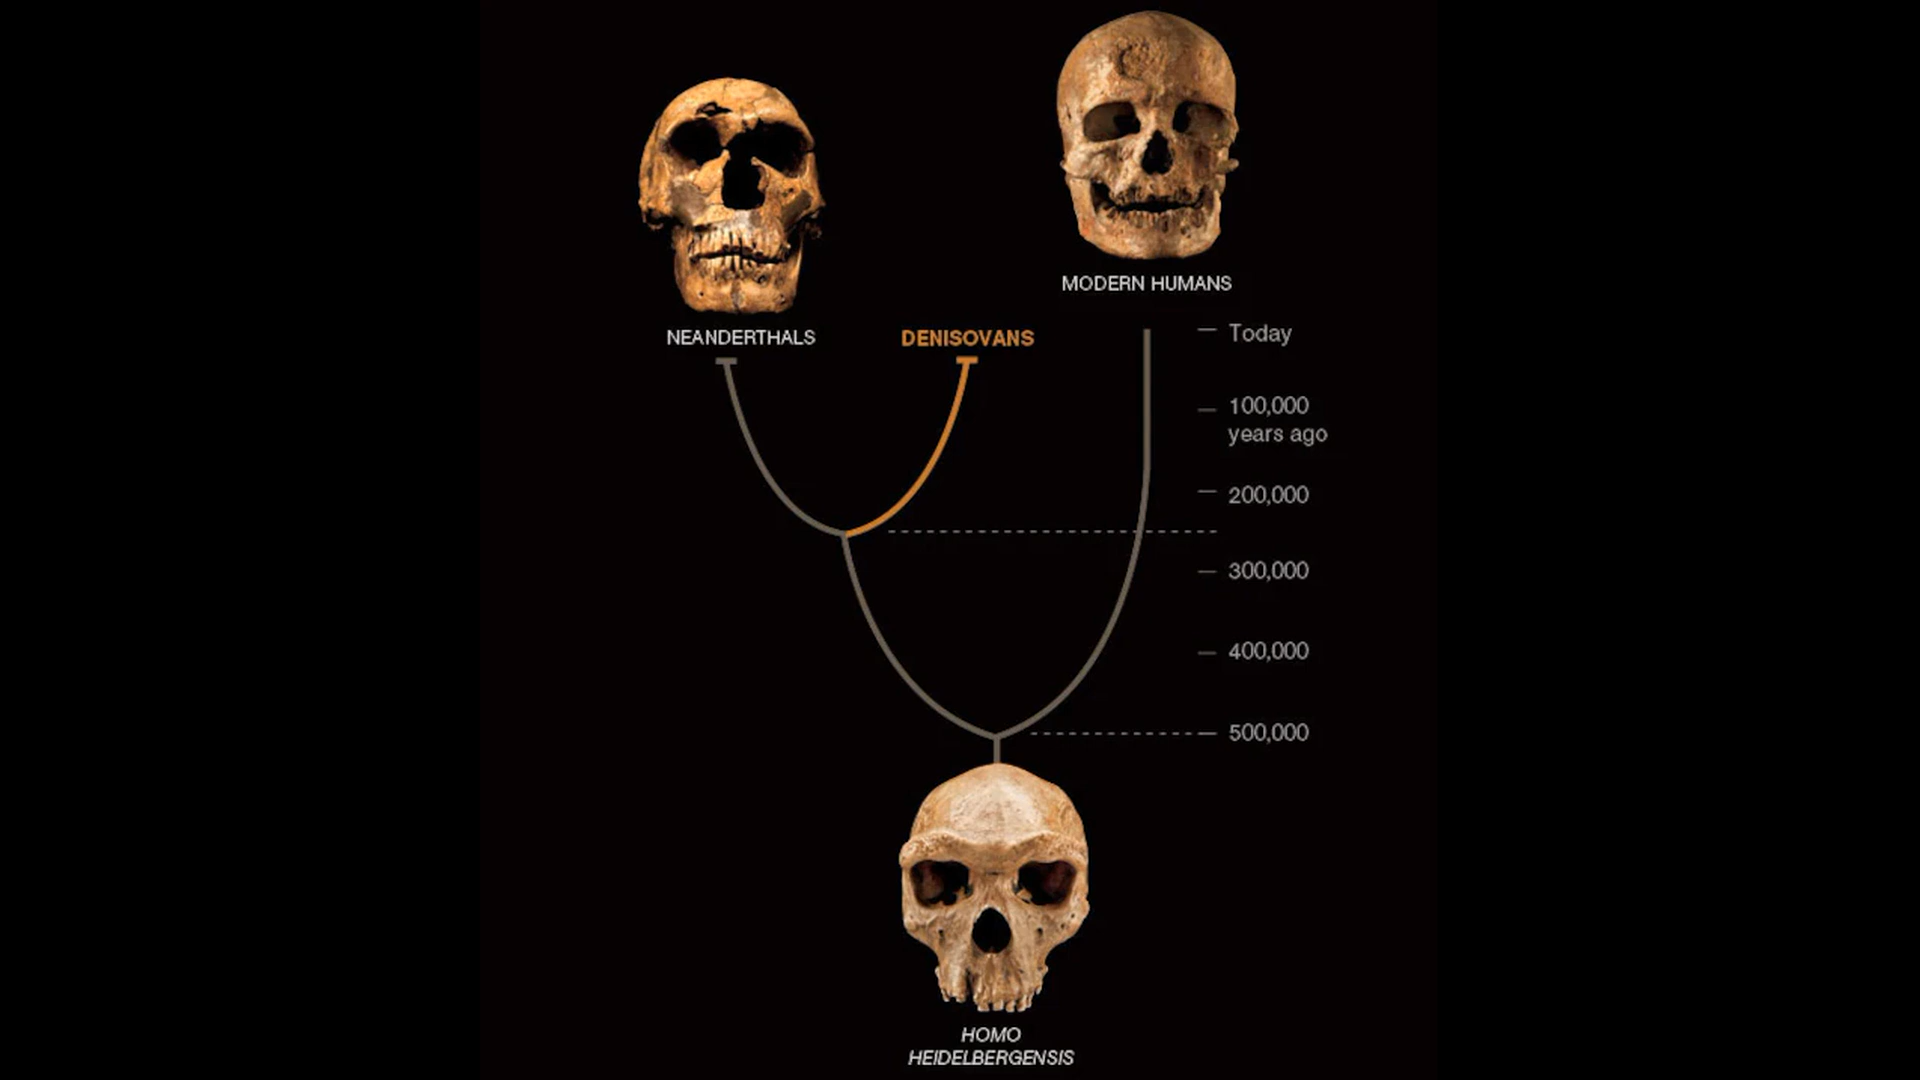 MODERN HUMANS
NEANDERTHALS
DENISOVANS
Today
100,000
years ago
200,000
300,000
400,000
500,000
HOMO
HEIDELBERGENSIS